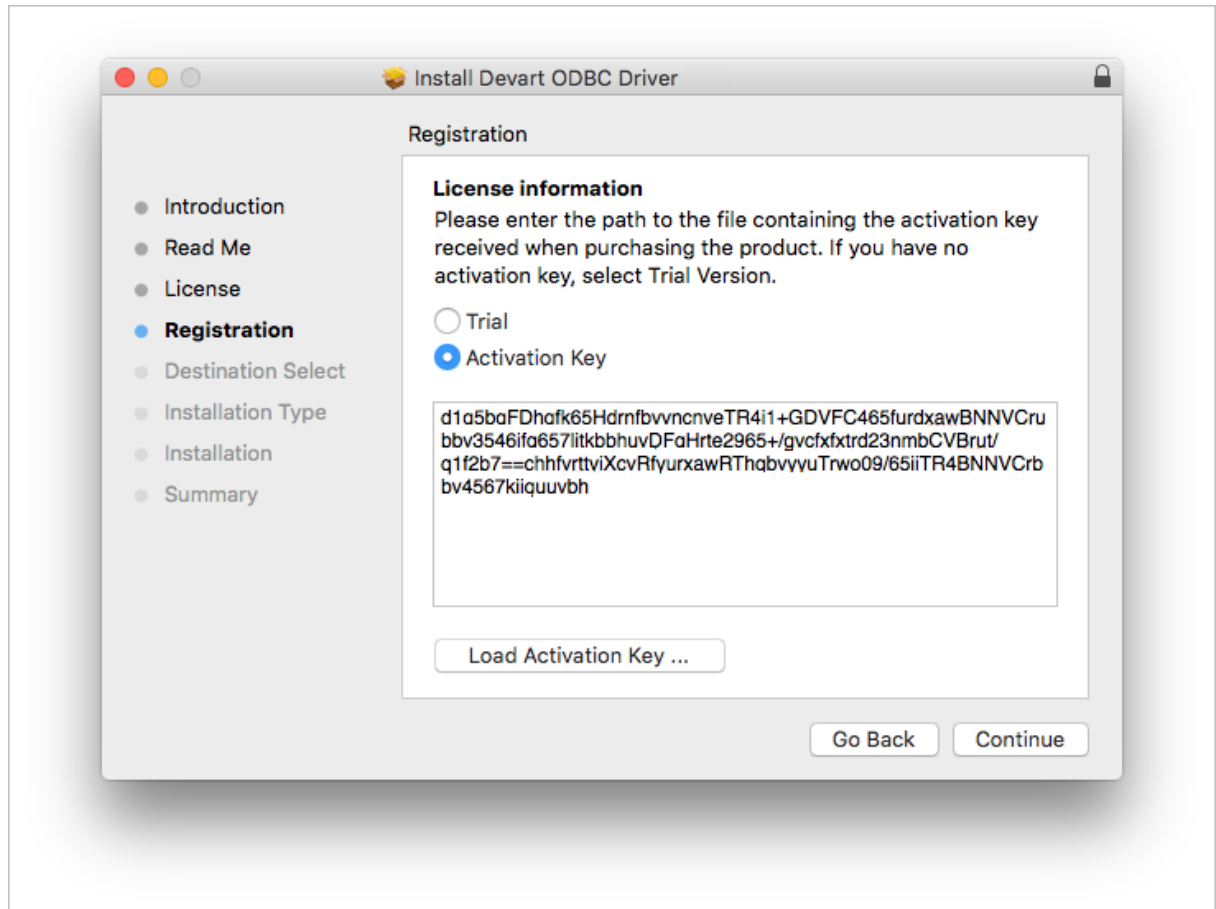 Install Devart ODBC Driver
Registration
Introduction
Read Me
License
Registration
Destination Select
Installation Type
Installation
Summary
License information
Please enter the path to the file containing the activation key
received when purchasing the product. If you have no
activation key, select Trial Version.
Trial
Activation Key
d1g5bgFDhgfk65HdrnfbvvncnveTR4i1+GDVFC465furdxawBNNVCru
bbv3546ifg657litkbbhuvDFgHrte2965+/gvcfxfxtrd23nmbCVBrut/
q1f2b7==chhfvrttviXcvRfyurxawRThgbvyyuTrwo09/65iiTR4BNNVCrb
bv4567kiiquuvbh
Load Activation Key ...
Go Back
Continue